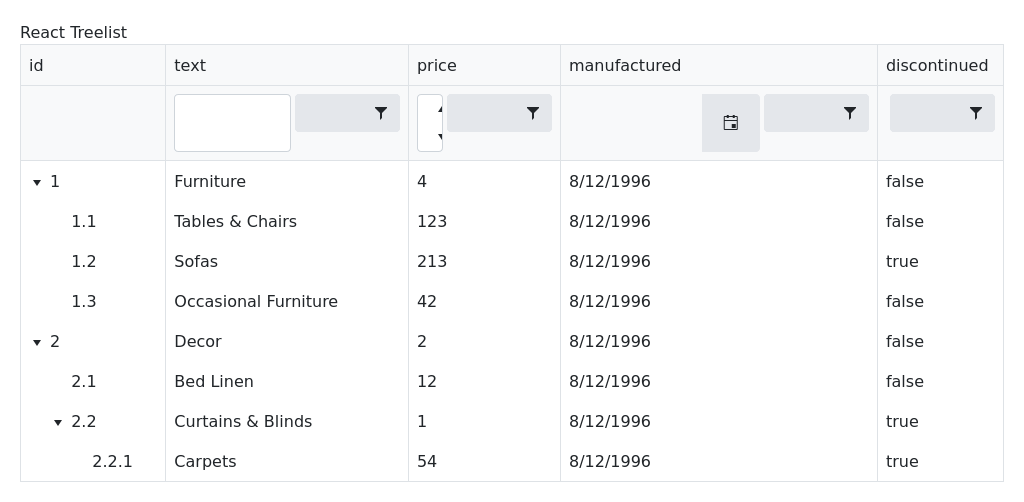 React Treelist
id text price manufactured discontinued
1 Furniture 4 8/12/1996 false
1.1 Tables & Chairs 123 8/12/1996 false
1.2 Sofas 213 8/12/1996 true
1.3 Occasional Furniture 42 8/12/1996 false
2 Decor 2 8/12/1996 false
2.1 Bed Linen 12 8/12/1996 false
2.2 Curtains & Blinds 1 8/12/1996 true
2.2.1 Carpets 54 8/12/1996 true